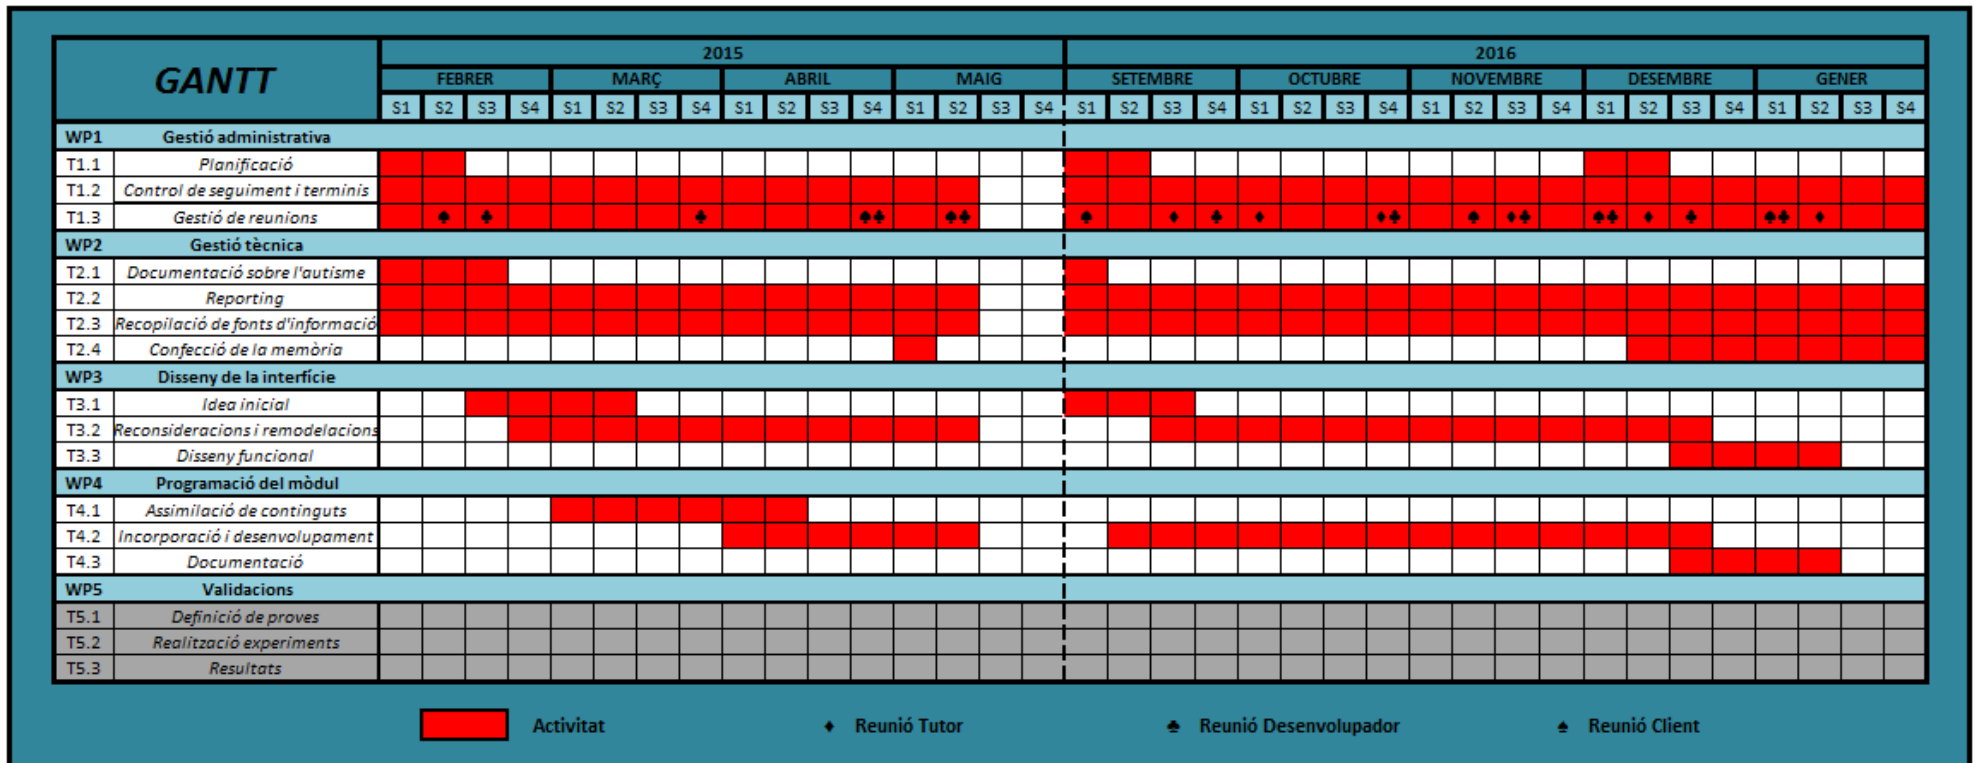 GANTT
2015 2016
FEBRER MARÇ ABRIL MAIG SETEMBRE OCTUBRE NOVEMBRE DESEMBRE GENER
S1 S2 S3 S4 S1 S2 S3 S4 S1 S2 S3 S4 S1 S2 S3 S4 S1 S2 S3 S4 S1 S2 S3 S4 S1 S2 S3 S4 S1 S2 S3 S4 S1 S2 S3 S4
WP1 Gestió administrativa
T1.1 Planificació
T1.2 Control de seguiment i terminis
T1.3 Gestió de reunions ♠ ♣ ♣ ♠♣ ♠♣ ♠ ♦ ♣ ♦ ♦♣ ♠ ♦♣ ♠♣ ♦ ♣ ♠♣ ♦
WP2 Gestió tècnica
T2.1 Documentació sobre l'autisme
T2.2 Reporting
T2.3 Recopilació de fonts d'informació
T2.4 Confecció de la memòria
WP3 Disseny de la interfície
T3.1 Idea inicial
T3.2 Reconsideracions i remodelacions
T3.3 Disseny funcional
WP4 Programació del mòdul
T4.1 Assimilació de continguts
T4.2 Incorporació i desenvolupament
T4.3 Documentació
WP5 Validacions
T5.1 Definició de proves
T5.2 Realització experiments
T5.3 Resultats
Activitat ♦ Reunió Tutor ♣ Reunió Desenvolupador ♠ Reunió Client